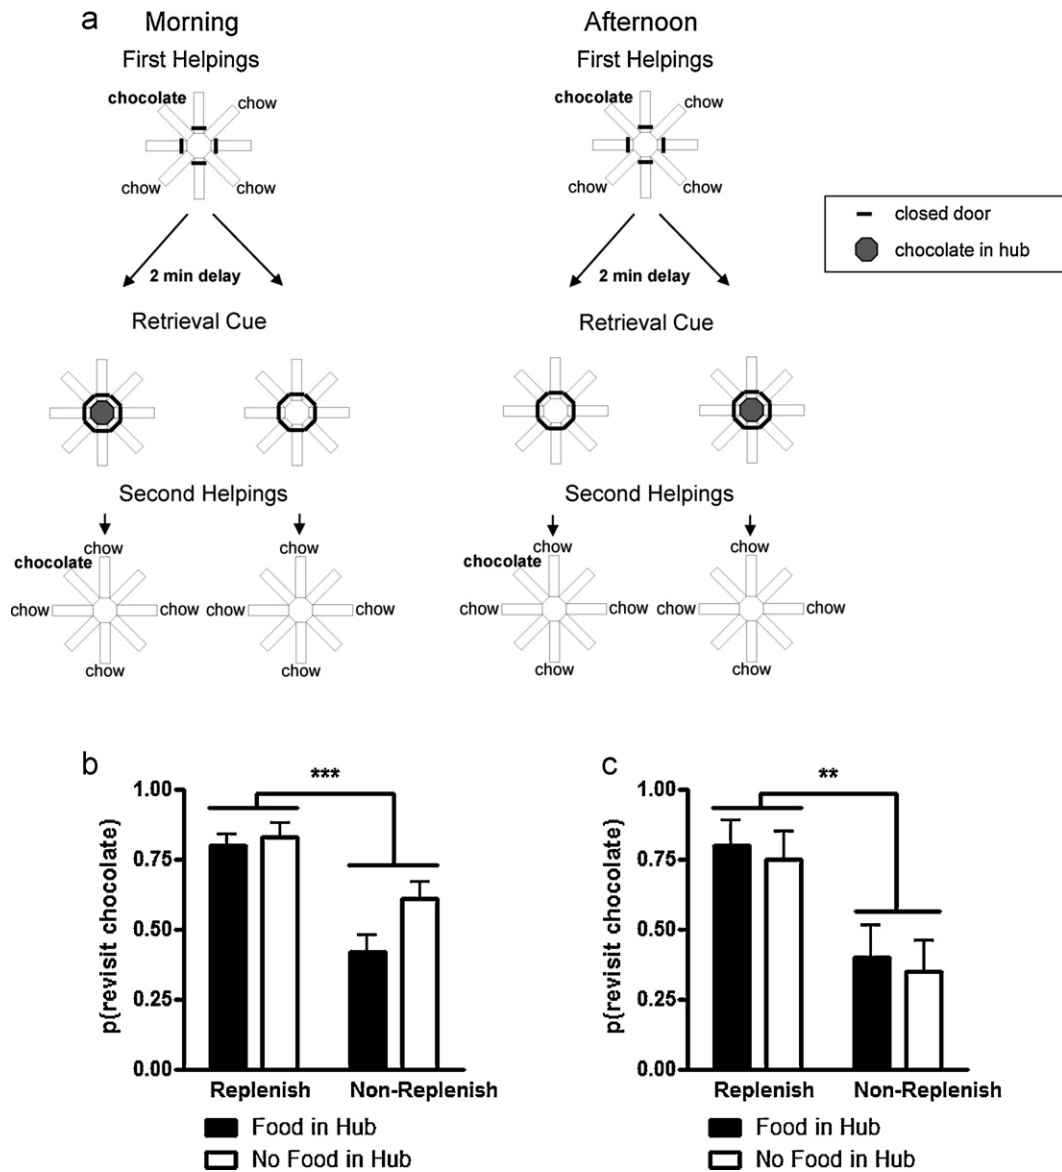 a Morning Afternoon
First Helpings First Helpings
chocolate chow chocolate chow
chow chow chow chow
closed door
chocolate in hub
2 min delay 2 min delay
Retrieval Cue Retrieval Cue
Second Helpings Second Helpings
chow chow chow chow
chocolate chocolate
chow chow chow chow chow chow chow chow
chow chow chow chow
b
***
p(revisit chocolate)
1.00
0.75
0.50
0.25
0.00
Replenish Non-Replenish
Food in Hub
No Food in Hub
c
**
p(revisit chocolate)
1.00
0.75
0.50
0.25
0.00
Replenish Non-Replenish
Food in Hub
No Food in Hub